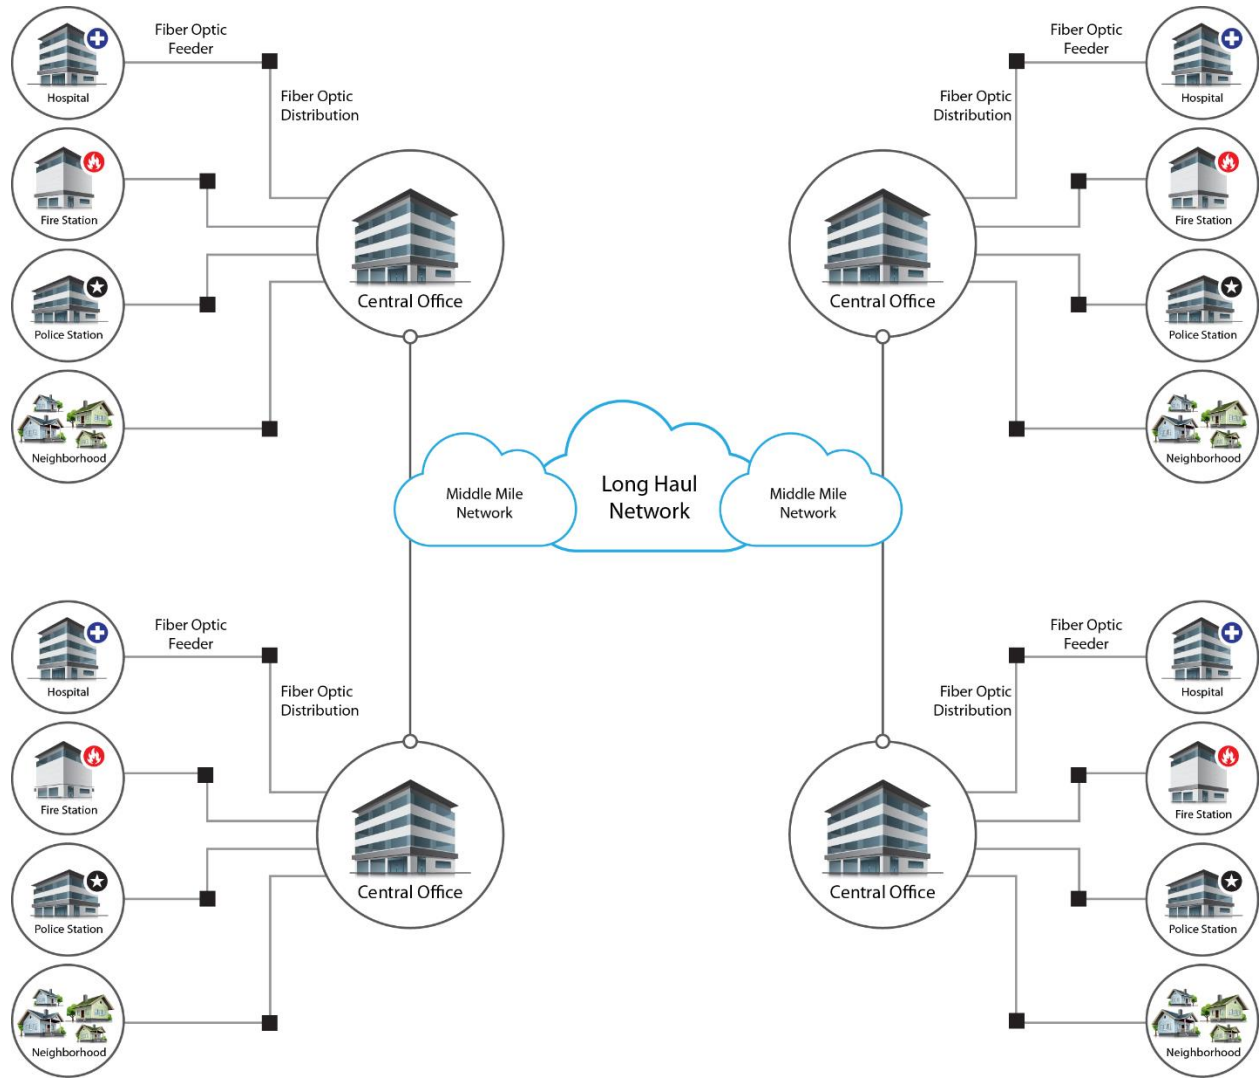 Fiber Optic
Feeder
Hospital
Fiber Optic
Distribution
Fire Station
Police Station
Neighborhood
Central Office
Fiber Optic
Feeder
Hospital
Fiber Optic
Distribution
Fire Station
Police Station
Neighborhood
Central Office
Middle Mile
Network
Long Haul
Network
Middle Mile
Network
Fiber Optic
Feeder
Hospital
Fiber Optic
Distribution
Fire Station
Police Station
Neighborhood
Central Office
Fiber Optic
Feeder
Hospital
Fiber Optic
Distribution
Fire Station
Police Station
Neighborhood
Central Office